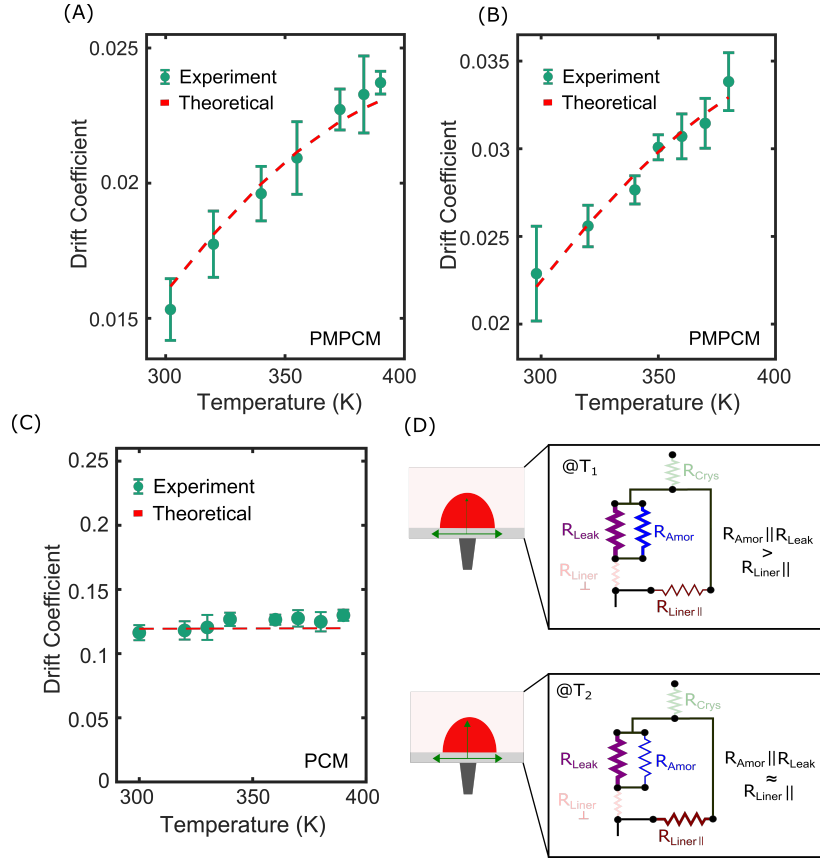 (A)
0.025
0.02
0.015
Drift Coefficient
Experiment
Theoretical
PMPCM
300
350
400
Temperature (K)
(B)
0.035
0.03
0.025
0.02
Drift Coefficient
Experiment
Theoretical
PMPCM
300
350
400
Temperature (K)
(C)
0.25
0.2
0.15
0.1
0.05
0
Drift Coefficient
Experiment
Theoretical
PCM
300
350
400
Temperature (K)
(D)
@T1
RCrys
RLeak
RAmor
RLiner
⊥
RLiner||
RAmor||RLeak
>
RLiner||
@T2
RCrys
RLeak
RAmor
RLiner
⊥
RLiner||
RAmor||RLeak
≈
RLiner||